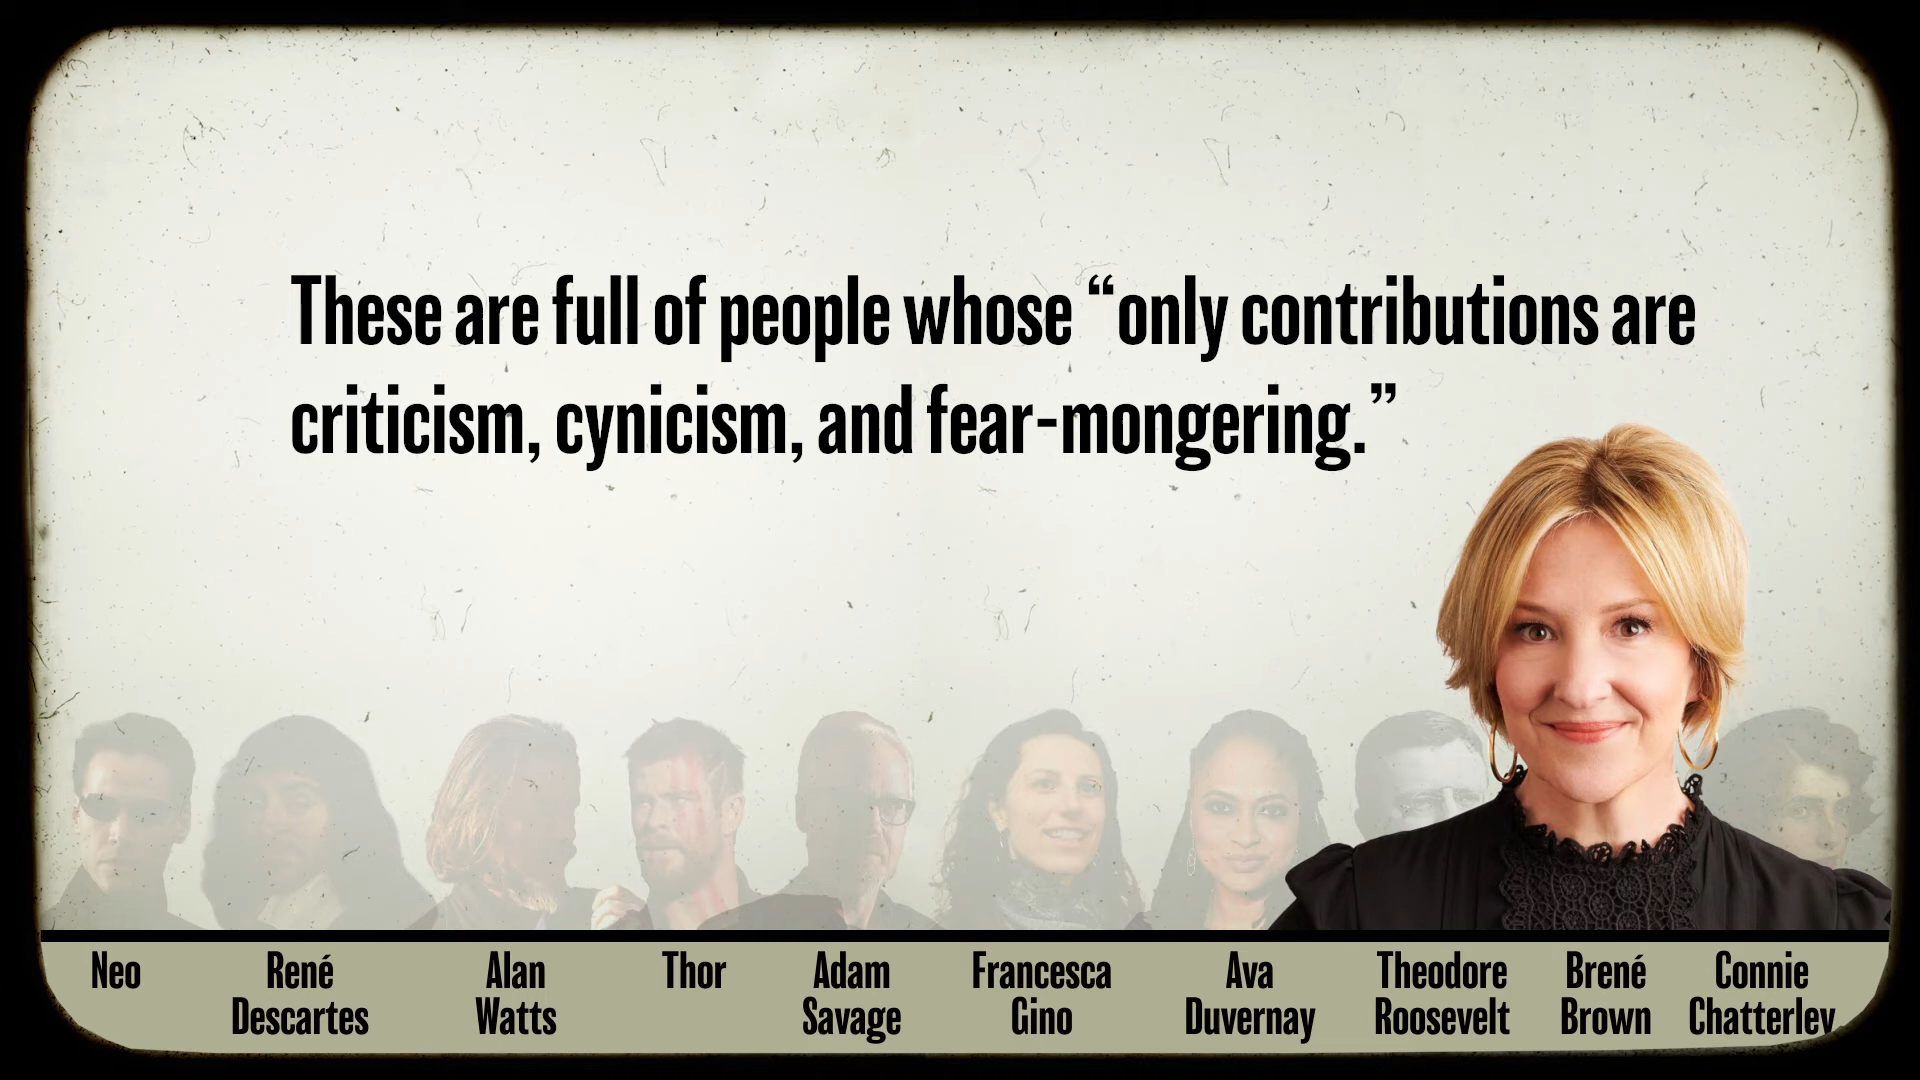 These are full of people whose “only contributions are
criticism, cynicism, and fear-mongering.”
Neo
René
Descartes
Alan
Watts
Thor
Adam
Savage
Francesca
Gino
Ava
Duvernay
Theodore
Roosevelt
Brené
Brown
Connie
Chatterley